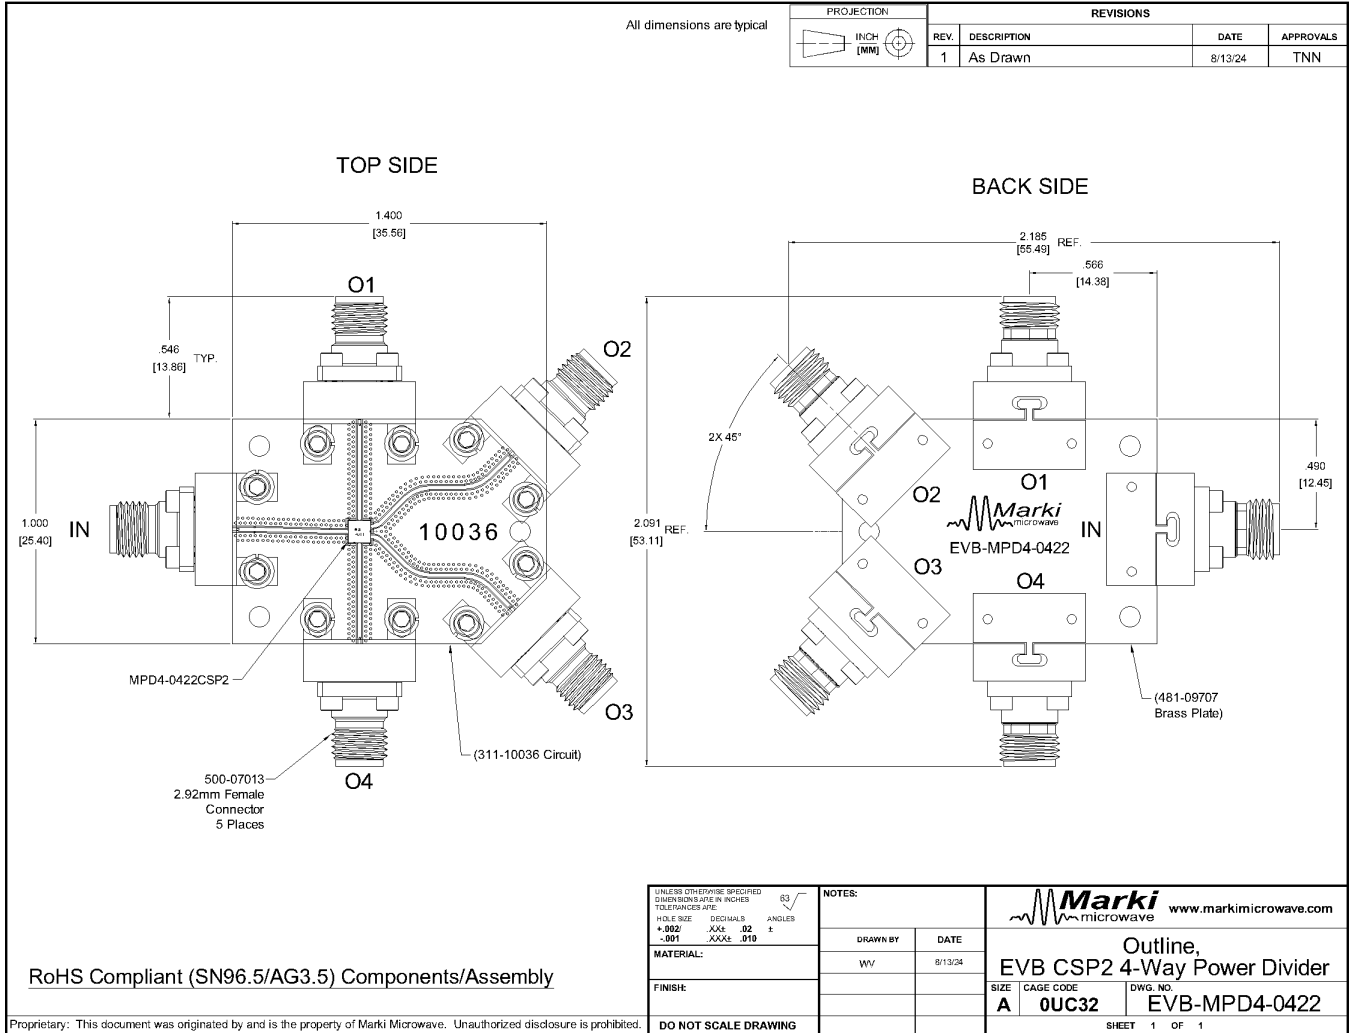 All dimensions are typical
PROJECTION
INCH
[MM]
REVISIONS
REV. DESCRIPTION DATE APPROVALS
1 As Drawn 8/13/24 TNN
TOP SIDE
BACK SIDE
1.400
[35.56]
2.185
[55.49] REF.
.566
[14.38]
O1
.546
[13.86] TYP.
O2
2X 45°
1.000
[25.40]
IN
10036
2.091
[53.11] REF.
.490
[12.45]
O1
O2
Marki
microwave
IN
EVB-MPD4-0422
O3
O4
MPD4-0422CSP2
O3
(481-09707
Brass Plate)
(311-10036 Circuit)
O4
500-07013
2.92mm Female
Connector
5 Places
UNLESS OTHERWISE SPECIFIED
DIMENSIONS ARE IN INCHES
TOLERANCES ARE:
63
HOLE SIZE DECIMALS ANGLES
+.002/ .XX± .02 ±
-.001 .XXX± .010
MATERIAL:
FINISH:
DO NOT SCALE DRAWING
NOTES:
DRAWN BY DATE
WV 8/13/24
Marki
microwave
www.markimicrowave.com
Outline,
EVB CSP2 4-Way Power Divider
SIZE CAGE CODE DWG. NO.
A 0UC32 EVB-MPD4-0422
SHEET 1 OF 1
RoHS Compliant (SN96.5/AG3.5) Components/Assembly
Proprietary: This document was originated by and is the property of Marki Microwave. Unauthorized disclosure is prohibited.